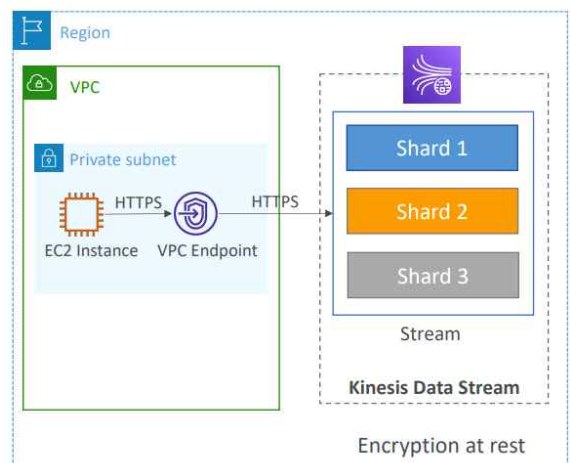 Region
VPC
Private subnet
HTTPS
HTTPS
EC2 Instance
VPC Endpoint
Shard 1
Shard 2
Shard 3
Stream
Kinesis Data Stream
Encryption at rest